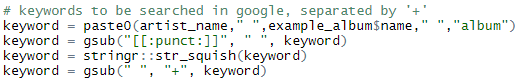 # keywords to be searched in google, separated by '+'
keyword = paste0(artist_name," ",example_album$name," ","album")
keyword = gsub("[[:punct:]]", " ", keyword)
keyword = stringr::str_squish(keyword)
keyword = gsub(" ", "+", keyword)